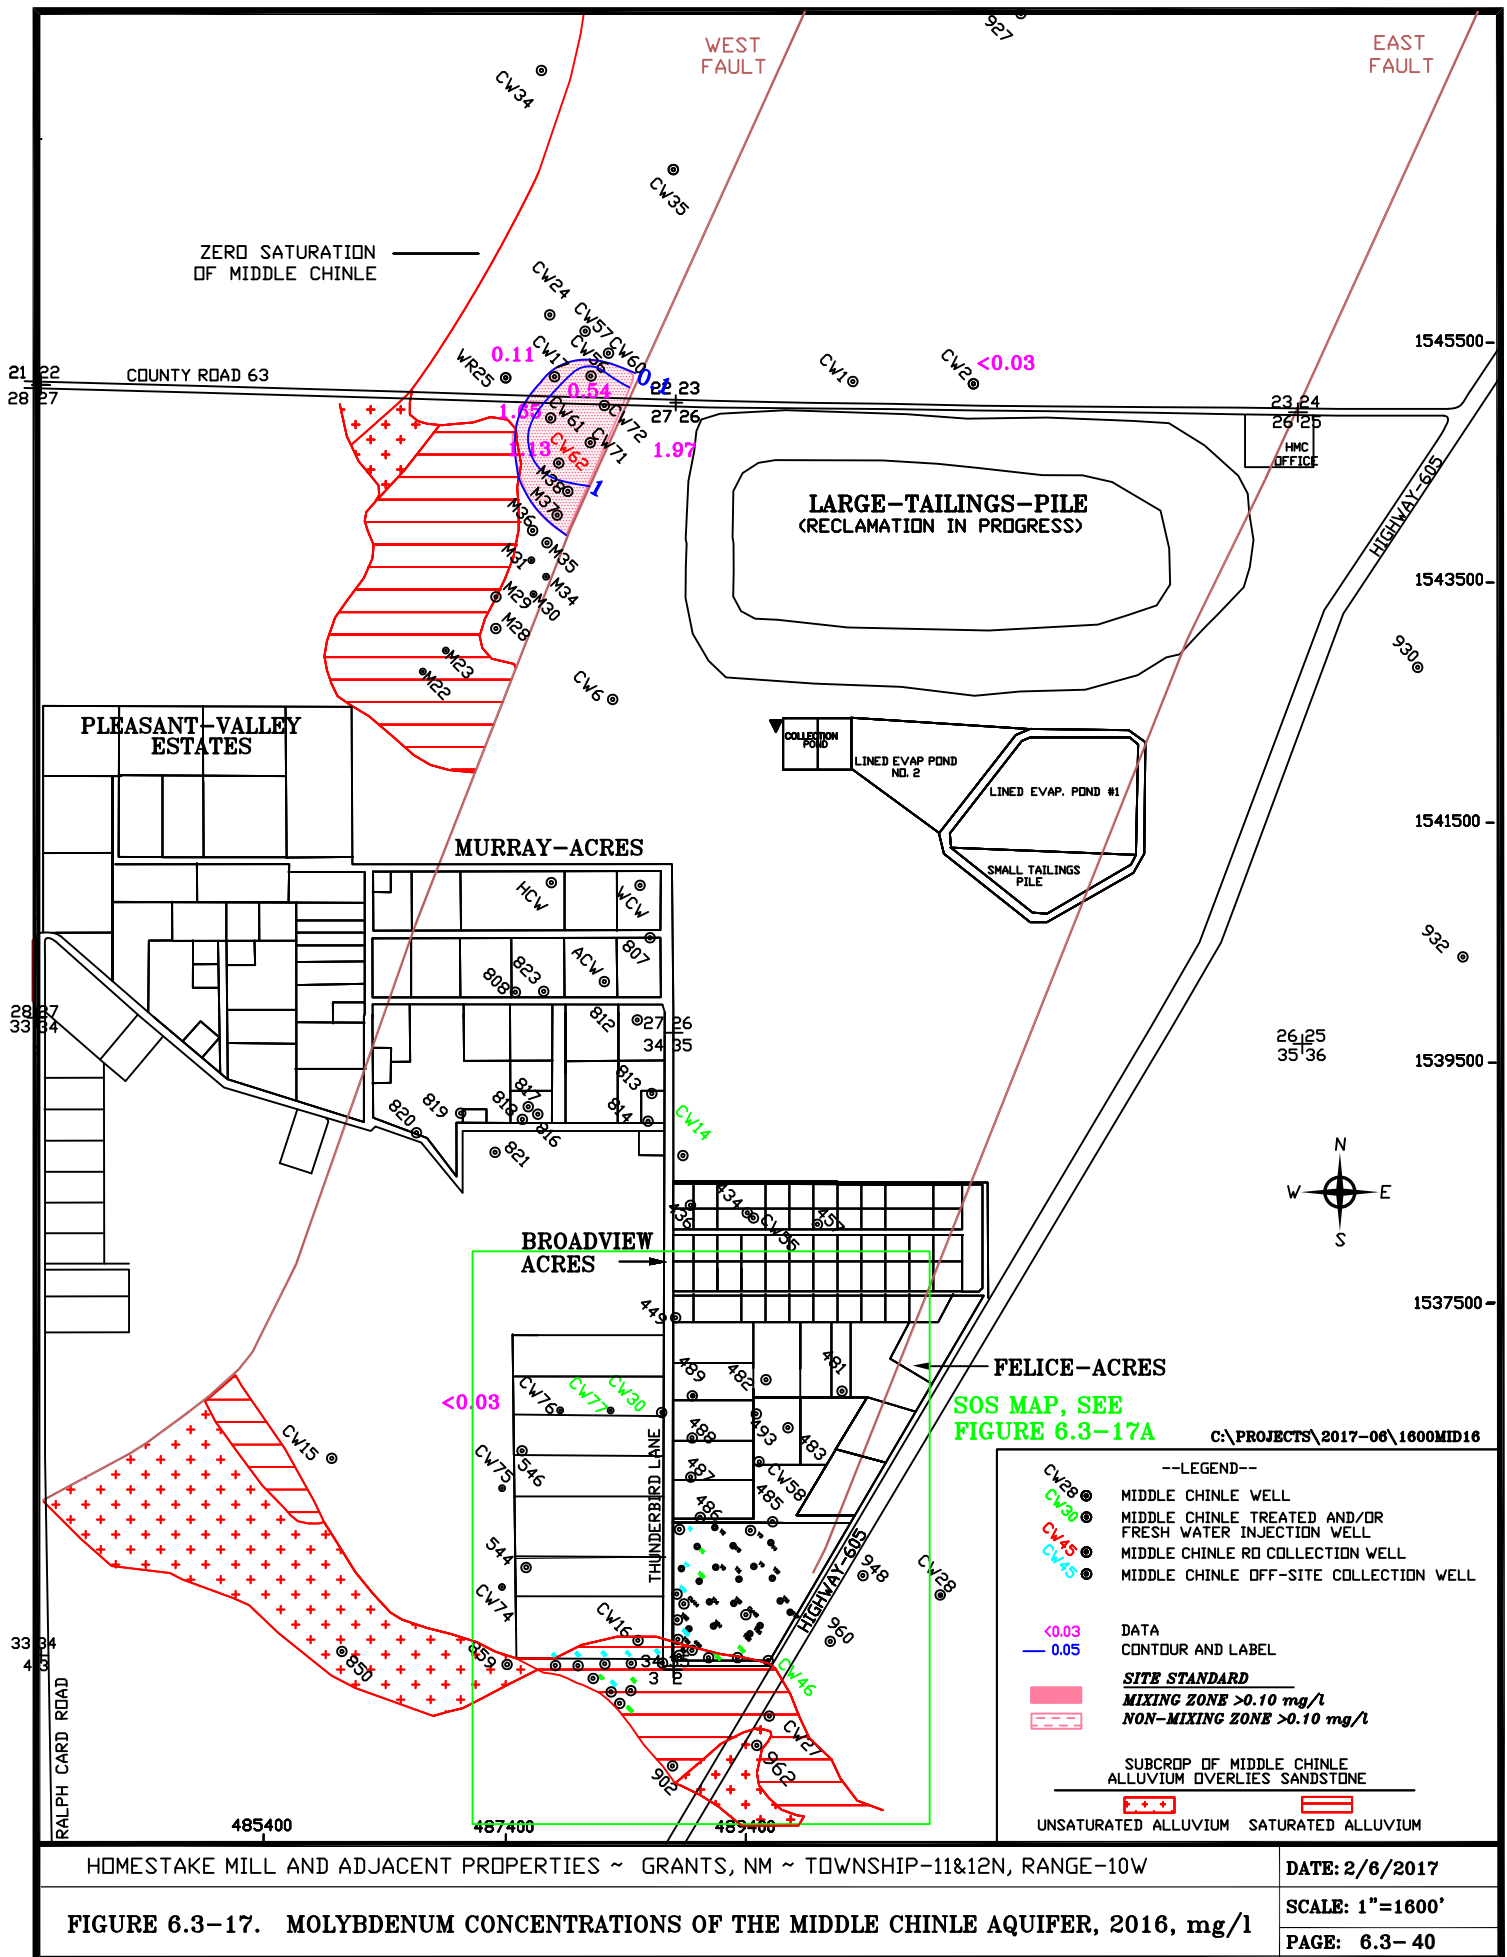 WEST
FAULT
EAST
FAULT
927
CW34
CW35
ZERO SATURATION
OF MIDDLE CHINLE
CW24
CW57
CW60
CW17
WR25
0.11
0.1
0.54
CW1
CW2
<0.03
1545500
21 22
28 27
COUNTY ROAD 63
22 23
27 26
23 24
26 25
HMC
OFFICE
CW61
CW72
CW62
CW71
1.97
1
M38
M37
M36
M35
M31
M34
M29
M30
M28
M23
M22
CW6
LARGE-TAILINGS-PILE
(RECLAMATION IN PROGRESS)
HIGHWAY-605
1543500
930
PLEASANT-VALLEY
ESTATES
COLLECTION
POND
LINED EVAP POND
NO. 2
LINED EVAP. POND #1
SMALL TAILINGS
PILE
1541500
MURRAY-ACRES
HCW
WCW
807
808
823
ACW
812
932
28 27
33 34
27 26
34 35
26 25
35 36
1539500
813
814
817
818
816
819
820
821
CW14
N
W E
S
436
434
CW55
457
BROADVIEW
ACRES
449
1537500
FELICE-ACRES
489
482
481
<0.03
CW76
CW77
CW30
SOS MAP, SEE
FIGURE 6.3-17A
C:\PROJECTS\2017-06\1600MID16
CW15
CW75
546
THUNDERBIRD LANE
488
493
483
487
CW58
485
486
544
CW74
CW16
HIGHWAY-605
948
CW28
960
33 34
4 3
850
859
3 2
CW46
CW27
962
902
RALPH CARD ROAD
485400
487400
489400
--LEGEND--
CW28 MIDDLE CHINLE WELL
CW30 MIDDLE CHINLE TREATED AND/OR
FRESH WATER INJECTION WELL
CW45 MIDDLE CHINLE RO COLLECTION WELL
CW45 MIDDLE CHINLE OFF-SITE COLLECTION WELL
<0.03 DATA
0.05 CONTOUR AND LABEL
SITE STANDARD
MIXING ZONE >0.10 mg/l
NON-MIXING ZONE >0.10 mg/l
SUBCROP OF MIDDLE CHINLE
ALLUVIUM OVERLIES SANDSTONE
UNSATURATED ALLUVIUM SATURATED ALLUVIUM
HOMESTAKE MILL AND ADJACENT PROPERTIES ~ GRANTS, NM ~ TOWNSHIP-11&12N, RANGE-10W
DATE: 2/6/2017
FIGURE 6.3-17. MOLYBDENUM CONCENTRATIONS OF THE MIDDLE CHINLE AQUIFER, 2016, mg/l
SCALE: 1"=1600'
PAGE: 6.3-40